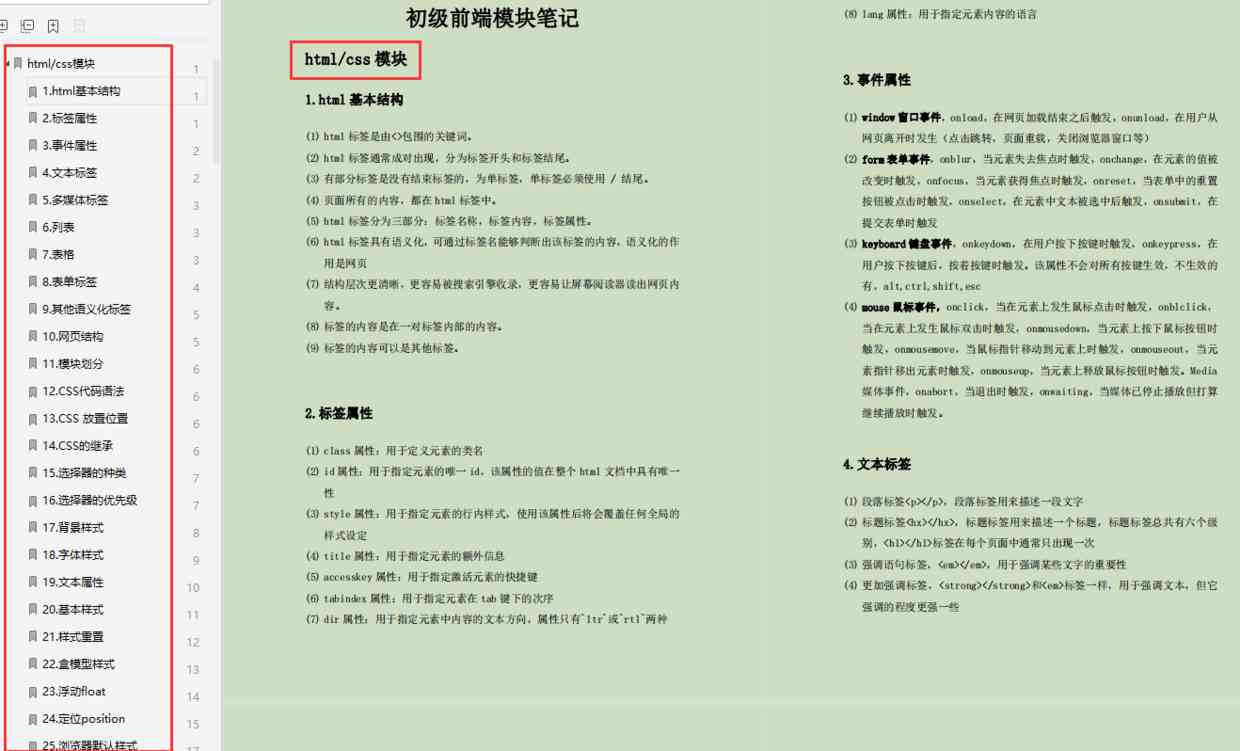 html/css模块 1
1.html基本结构 1
2.标签属性 1
3.事件属性 2
4.文本标签 2
5.多媒体标签 3
6.列表 3
7.表格 3
8.表单标签 4
9.其他语义化标签 5
10.网页结构 5
11.模块划分 6
12.CSS代码语法 6
13.CSS 放置位置 6
14.CSS的继承 6
15.选择器的种类 7
16.选择器的优先级 7
17.背景样式 8
18.字体样式 9
19.文本属性 10
20.基本样式 11
21.样式重置 12
22.盒模型样式 13
23.浮动float 14
24.定位position 15
25.浏览器默认样式 17
初级前端模块笔记
html/css 模块
1.html 基本结构
(1) html 标签是由<>包围的关键词。
(2) html 标签通常成对出现，分为标签开头和标签结尾。
(3) 有部分标签是没有结束标签的，为单标签，单标签必须使用 / 结尾。
(4) 页面所有的内容，都在 html 标签中。
(5) html 标签分为三部分：标签名称，标签内容，标签属性。
(6) html 标签具有语义化，可通过标签名能够判断出该标签的内容，语义化的作
用是网页
(7) 结构层次更清晰，更容易被搜索引擎收录，更容易让屏幕阅读器读出网页内
容。
(8) 标签的内容是在一对标签内部的内容。
(9) 标签的内容可以是其他标签。
2.标签属性
(1) class 属性：用于定义元素的类名
(2) id 属性：用于指定元素的唯一 id，该属性的值在整个 html 文档中具有唯一
性
(3) style 属性：用于指定元素的行内样式，使用该属性后将会覆盖任何全局的
样式设定
(4) title 属性：用于指定元素的额外信息
(5) accesskey 属性：用于指定激活元素的快捷键
(6) tabindex 属性：用于指定元素在 tab 键下的次序
(7) dir 属性：用于指定元素中内容的文本方向，属性只有"ltr"或"rtl"两种
(8) lang 属性：用于指定元素内容的语言
3.事件属性
(1) window 窗口事件，onload，在网页加载结束之后触发，onunload，在用户从
网页离开时发生（点击跳转，页面重载，关闭浏览器窗口等）
(2) form 表单事件，onblur，当元素失去焦点时触发，onchange，在元素的值被
改变时触发，onfocus，当元素获得焦点时触发，onreset，当表单中的重置
按钮被点击时触发，onselect，在元素中文本被选中后触发，onsubmit，在
提交表单时触发
(3) keyboard 键盘事件，onkeydown，在用户按下按键时触发，onkeypress，在
用户按下按键后，按着按键时触发。该属性不会对所有按键生效，不生效的
有，alt,ctrl,shift,esc
(4) mouse 鼠标事件，onclick，当在元素上发生鼠标点击时触发，onblclick，
当在元素上发生鼠标双击时触发，onmousedown，当元素上按下鼠标按钮时
触发，onmousemove，当鼠标指针移动到元素上时触发，onmouseout，当元
素指针移出元素时触发，onmouseup，当元素上释放鼠标按钮时触发。Media
媒体事件，onabort，当退出时触发，onwaiting，当媒体已停止播放但打算
继续播放时触发。
4.文本标签
(1) 段落标签<p></p>，段落标签用来描述一段文字
(2) 标题标签<hx></hx>，标题标签用来描述一个标题，标题标签总共有六个级
别，<h1></h1>标签在每个页面中通常只出现一次
(3) 强调语句标签，<em></em>，用于强调某些文字的重要性
(4) 更加强调标签，<strong></strong>和<em>标签一样，用于强调文本，但它
强调的程度更强一些